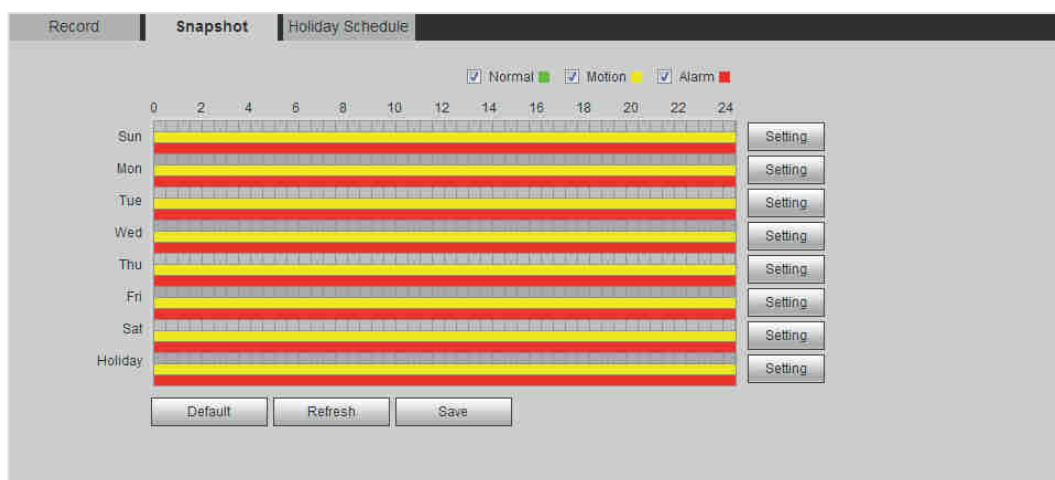 Record Snapshot Holiday Schedule
Normal Motion Alarm
0 2 4 6 8 10 12 14 16 18 20 22 24
Sun Setting
Mon Setting
Tue Setting
Wed Setting
Thu Setting
Fri Setting
Sat Setting
Holiday Setting
Default Refresh Save